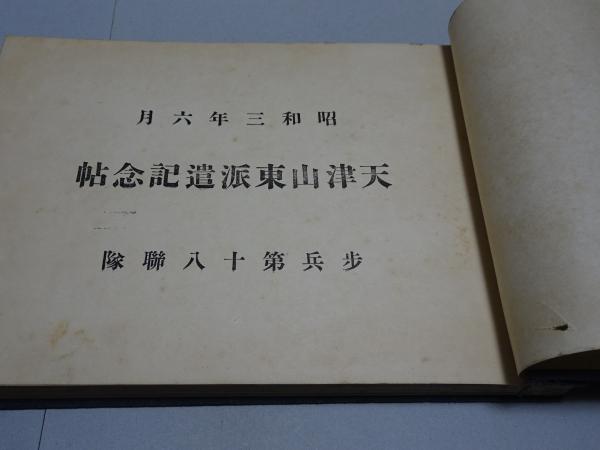 昭和三年六月
天津山東派遣記念帖
步兵第十八聯隊